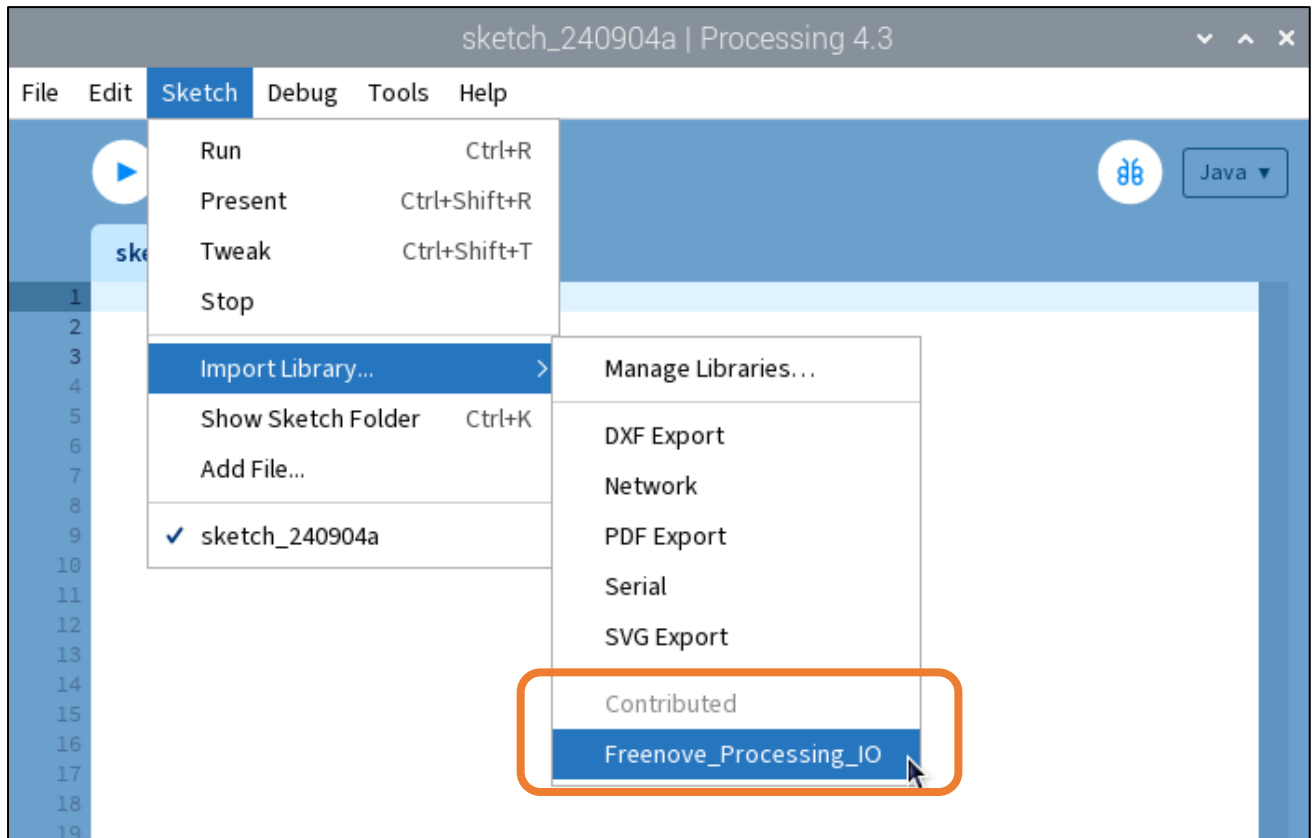 sketch_240904a | Processing 4.3
File Edit Sketch Debug Tools Help
Run Ctrl+R
Java ▼
Present Ctrl+Shift+R
Tweak Ctrl+Shift+T
Stop
Import Library...
Show Sketch Folder Ctrl+K
Add File...
✓ sketch_240904a
Manage Libraries...
DXF Export
Network
PDF Export
Serial
SVG Export
Contributed
Freenove_Processing_IO
ske
1
2
3
4
5
6
7
8
9
10
11
12
13
14
15
16
17
18
19